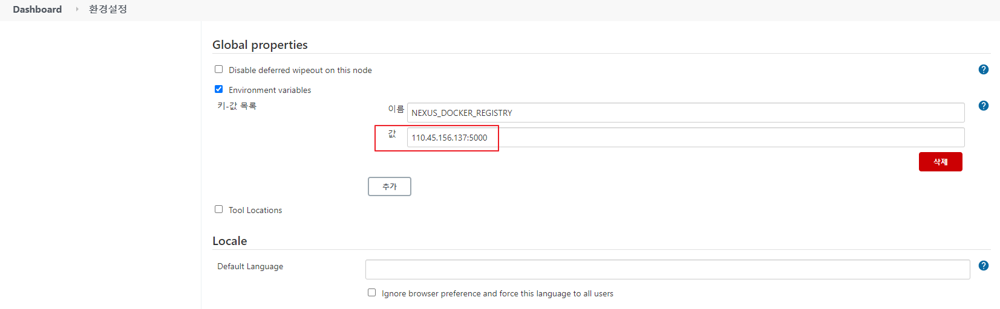 Dashboard 환경설정
Global properties
Disable deferred wipeout on this node
Environment variables
키-값 목록
이름 NEXUS_DOCKER_REGISTRY
값 110.45.156.137:5000
삭제
추가
Tool Locations
Locale
Default Language
Ignore browser preference and force this language to all users